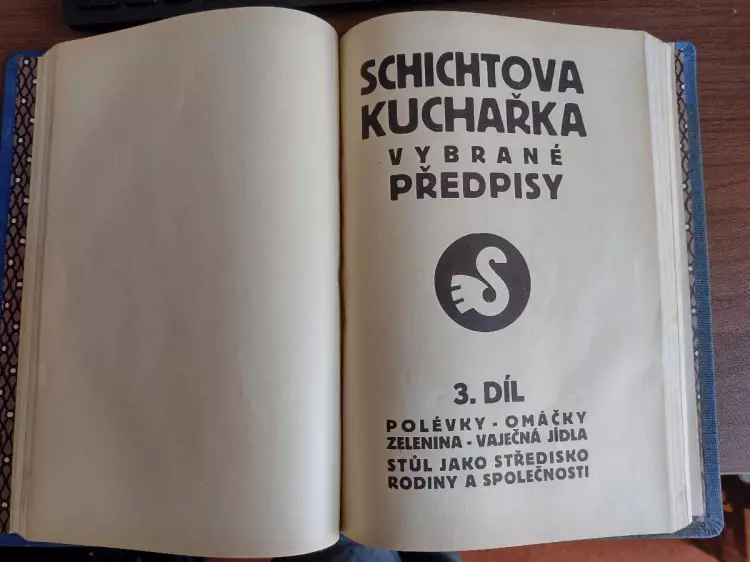 SCHICHTOVA
KUCHAŘKA
VYBRANÉ
PŘEDPISY
3. DÍL
POLÉVKY - OMÁČKY
ZELENINA - VAJEČNÁ JÍDLA
STŮL JAKO STŘEDISKO
RODINY A SPOLEČNOSTI